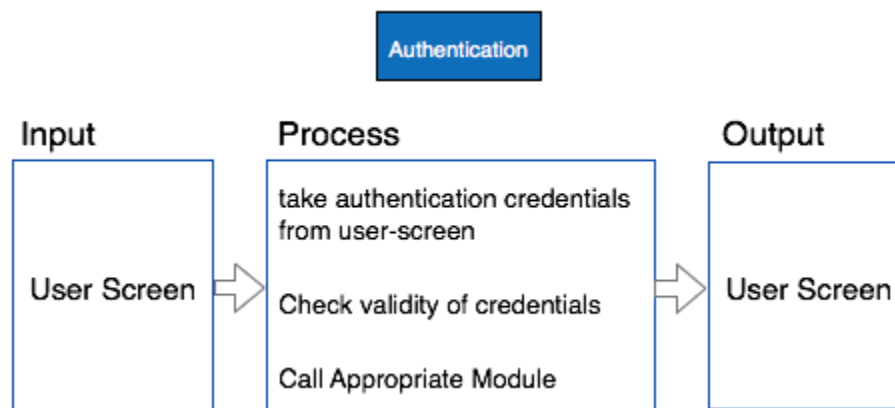 Authentication
Input
Process
Output
User Screen
take authentication credentials
from user-screen
Check validity of credentials
Call Appropriate Module
User Screen